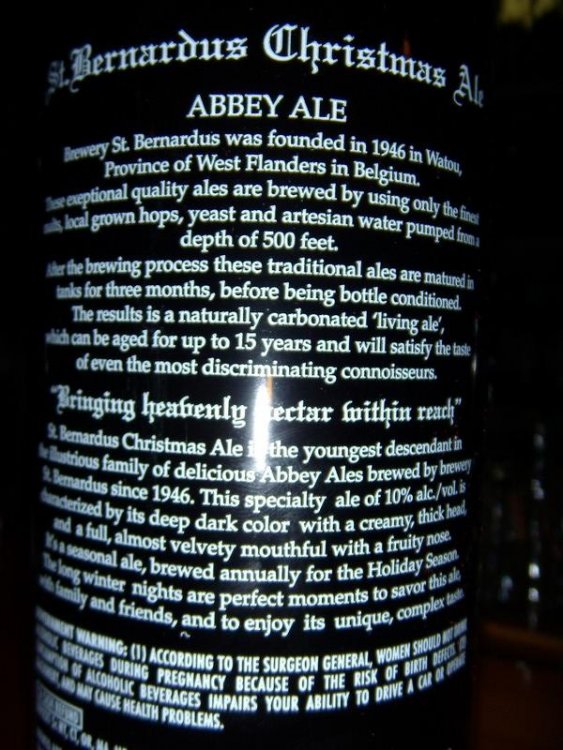 St. Bernardus Christmas Ale
ABBEY ALE
Brewery St. Bernardus was founded in 1946 in Watou,
Province of West Flanders in Belgium.
These exeptional quality ales are brewed by using only the finest
malts, local grown hops, yeast and artesian water pumped from a
depth of 500 feet.
After the brewing process these traditional ales are matured in
tanks for three months, before being bottle conditioned.
The results is a naturally carbonated ‘living ale’,
which can be aged for up to 15 years and will satisfy the taste
of even the most discriminating connoisseurs.
“Bringing heavenly nectar within reach”
St. Bernardus Christmas Ale is the youngest descendant in
the illustrious family of delicious Abbey Ales brewed by brewery
St. Bernardus since 1946. This specialty ale of 10% alc./vol. is
characterized by its deep dark color with a creamy, thick head,
and a full, almost velvety mouthful with a fruity nose.
It's a seasonal ale, brewed annually for the Holiday Season.
The long winter nights are perfect moments to savor this ale,
with family and friends, and to enjoy its unique, complex taste.
~
GOVERNMENT WARNING: (1) ACCORDING TO THE SURGEON GENERAL, WOMEN SHOULD NOT DRINK
ALCOHOLIC BEVERAGES DURING PREGNANCY BECAUSE OF THE RISK OF BIRTH DEFECTS. (2)
CONSUMPTION OF ALCOHOLIC BEVERAGES IMPAIRS YOUR ABILITY TO DRIVE A CAR OR OPERATE
MACHINERY, AND MAY CAUSE HEALTH PROBLEMS.